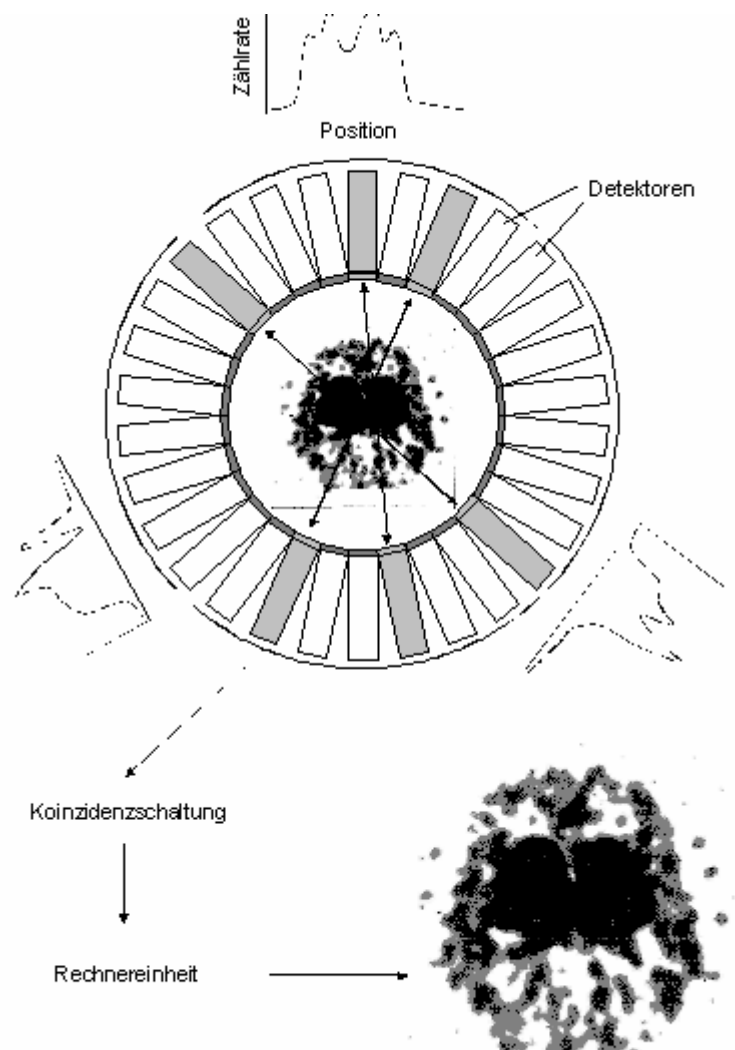 Zählrate
Position
Detektoren
Koinzidenzschaltung
Rechnereinheit